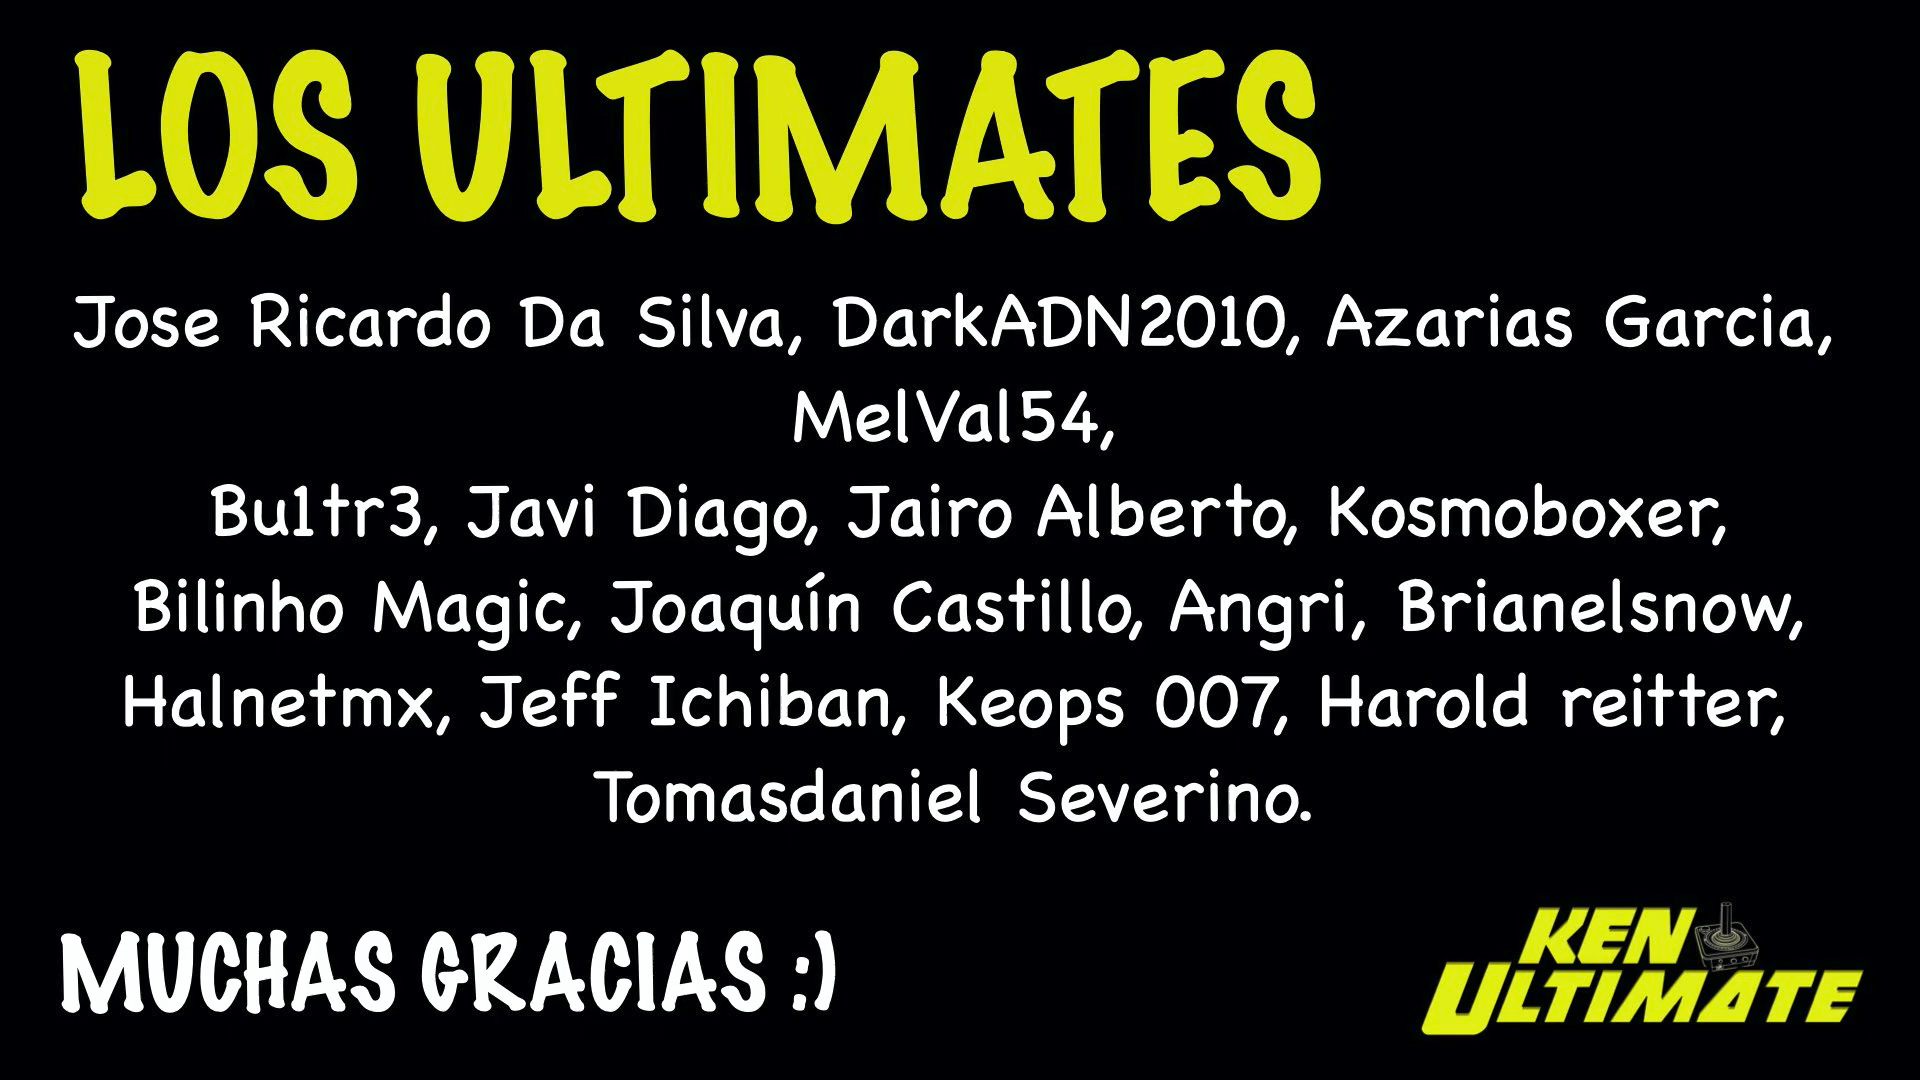 LOS ULTIMATES
Jose Ricardo Da Silva, DarkADN2010, Azarias Garcia,
MelVal54,
Bu1tr3, Javi Diago, Jairo Alberto, Kosmoboxer,
Bilinho Magic, Joaquín Castillo, Angri, Brianelsnow,
Halnetmx, Jeff Ichiban, Keops 007, Harold reitter,
Tomasdaniel Severino.
MUCHAS GRACIAS :)
KEN
ULTIMATE